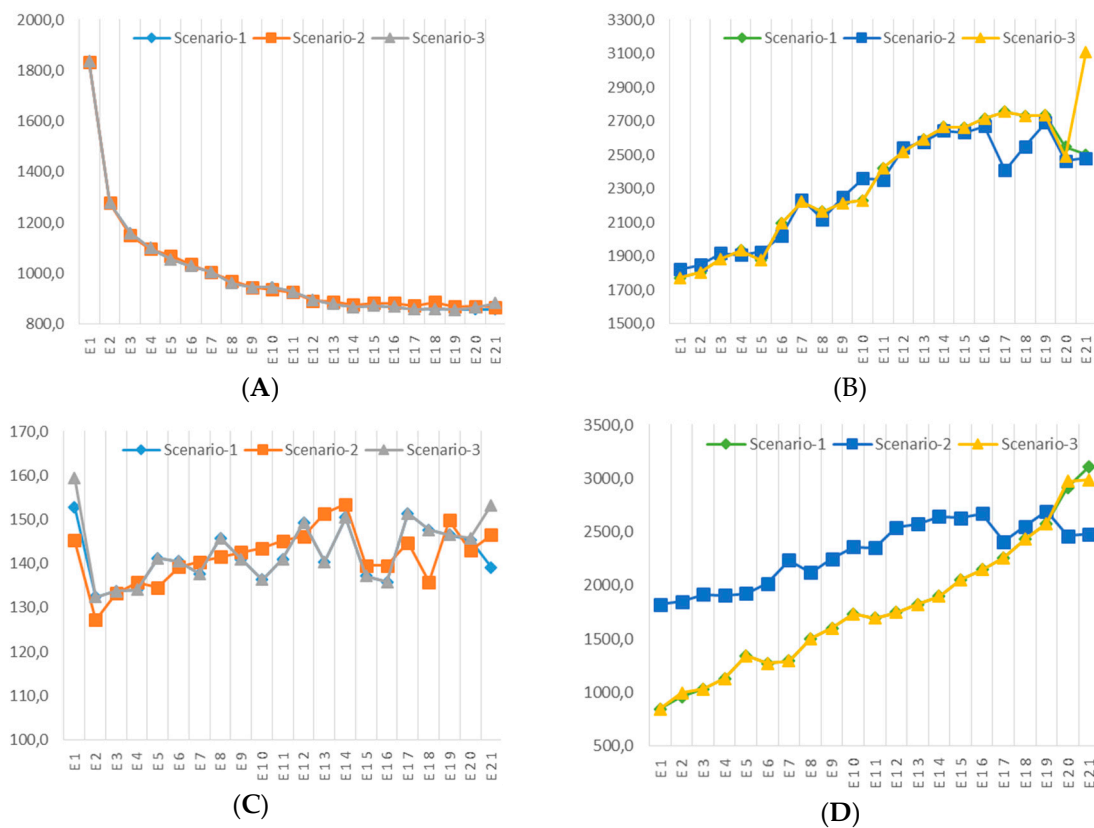 2000,0
Scenario-1 Scenario-2 Scenario-3
1800,0
1600,0
1400,0
1200,0
1000,0
800,0
E1 E2 E3 E4 E5 E6 E7 E8 E9 E10 E11 E12 E13 E14 E15 E16 E17 E18 E19 E20 E21
(A)
3300,0
Scenario-1 Scenario-2 Scenario-3
3100,0
2900,0
2700,0
2500,0
2300,0
2100,0
1900,0
1700,0
1500,0
E1 E2 E3 E4 E5 E6 E7 E8 E9 E10 E11 E12 E13 E14 E15 E16 E17 E18 E19 E20 E21
(B)
170,0
Scenario-1 Scenario-2 Scenario-3
160,0
150,0
140,0
130,0
120,0
110,0
100,0
E1 E2 E3 E4 E5 E6 E7 E8 E9 E10 E11 E12 E13 E14 E15 E16 E17 E18 E19 E20 E21
(C)
3500,0
Scenario-1 Scenario-2 Scenario-3
3000,0
2500,0
2000,0
1500,0
1000,0
500,0
E1 E2 E3 E4 E5 E6 E7 E8 E9 E10 E11 E12 E13 E14 E15 E16 E17 E18 E19 E20 E21
(D)